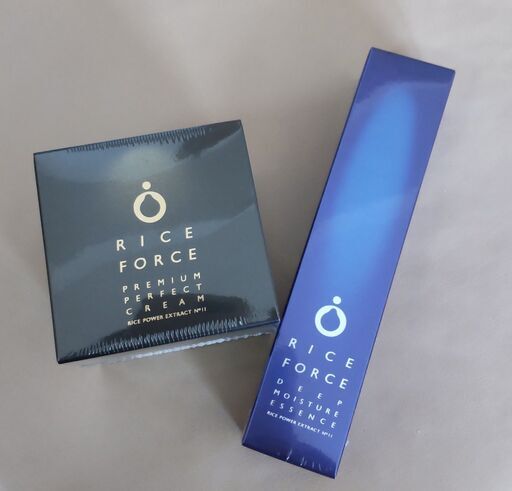 RICE
FORCE
PREMIUM
PERFECT
CREAM
RICE POWER EXTRACT Nº11
RICE
FORCE
DEEP
MOISTURE
ESSENCE
RICE POWER EXTRACT Nº11